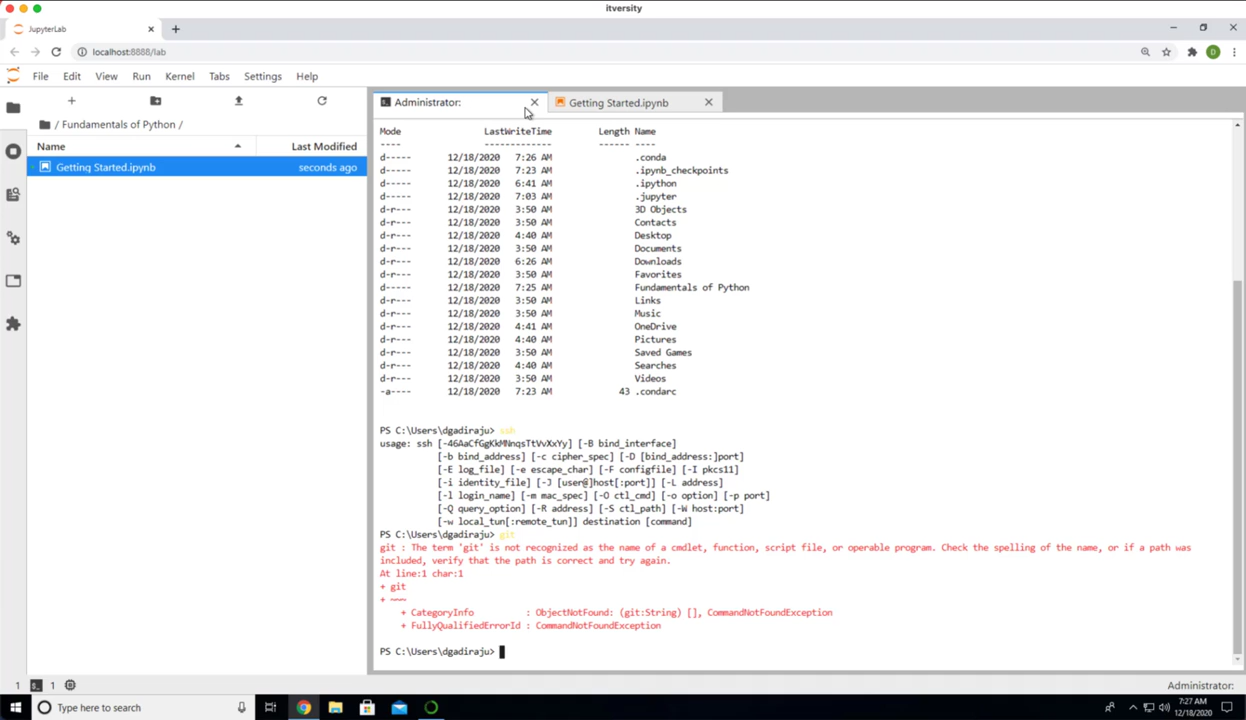 itversity
JupyterLab
localhost:8888/lab
D
File Edit View Run Kernel Tabs Settings Help
Administrator: Getting Started.ipynb
/ Fundamentals of Python /
Name Last Modified
Getting Started.ipynb seconds ago
Mode LastWriteTime Length Name
---- ------------- ------ ----
d----- 12/18/2020 7:26 AM .conda
d----- 12/18/2020 7:23 AM .ipynb_checkpoints
d----- 12/18/2020 6:41 AM .ipython
d----- 12/18/2020 7:03 AM .jupyter
d-r--- 12/18/2020 3:50 AM 3D Objects
d-r--- 12/18/2020 3:50 AM Contacts
d-r--- 12/18/2020 4:40 AM Desktop
d-r--- 12/18/2020 3:50 AM Documents
d-r--- 12/18/2020 6:26 AM Downloads
d-r--- 12/18/2020 3:50 AM Favorites
d----- 12/18/2020 7:25 AM Fundamentals of Python
d-r--- 12/18/2020 3:50 AM Links
d-r--- 12/18/2020 3:50 AM Music
d-r--- 12/18/2020 4:41 AM OneDrive
d-r--- 12/18/2020 4:40 AM Pictures
d-r--- 12/18/2020 3:50 AM Saved Games
d-r--- 12/18/2020 4:40 AM Searches
d-r--- 12/18/2020 3:50 AM Videos
-a---- 12/18/2020 7:23 AM 43 .condarc
PS C:\Users\dgadiraju> ssh
usage: ssh [-46AaCfGgKkMNnqsTtVvXxYy] [-B bind_interface]
[-b bind_address] [-c cipher_spec] [-D [bind_address:]port]
[-E log_file] [-e escape_char] [-F configfile] [-I pkcs11]
[-i identity_file] [-J [user@]host[:port]] [-L address]
[-l login_name] [-m mac_spec] [-O ctl_cmd] [-o option] [-p port]
[-Q query_option] [-R address] [-S ctl_path] [-W host:port]
[-w local_tun[:remote_tun]] destination [command]
PS C:\Users\dgadiraju> git
git : The term 'git' is not recognized as the name of a cmdlet, function, script file, or operable program. Check the spelling of the name, or if a path was
included, verify that the path is correct and try again.
At line:1 char:1
+ git
+ ~~~
+ CategoryInfo : ObjectNotFound: (git:String) [], CommandNotFoundException
+ FullyQualifiedErrorId : CommandNotFoundException
PS C:\Users\dgadiraju>
1 1 Administrator:
Type here to search
7:27 AM
12/18/2020